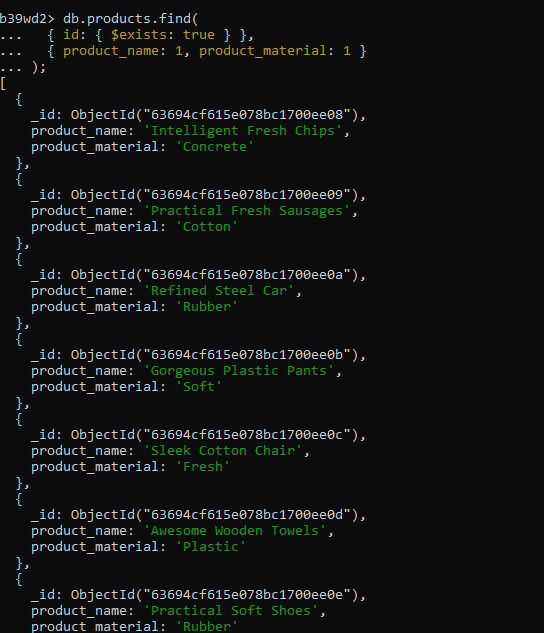 b39wd2> db.products.find(
...   { id: { $exists: true } },
...   { product_name: 1, product_material: 1 }
... );
[
  {
    _id: ObjectId("63694cf615e078bc1700ee08"),
    product_name: 'Intelligent Fresh Chips',
    product_material: 'Concrete'
  },
  {
    _id: ObjectId("63694cf615e078bc1700ee09"),
    product_name: 'Practical Fresh Sausages',
    product_material: 'Cotton'
  },
  {
    _id: ObjectId("63694cf615e078bc1700ee0a"),
    product_name: 'Refined Steel Car',
    product_material: 'Rubber'
  },
  {
    _id: ObjectId("63694cf615e078bc1700ee0b"),
    product_name: 'Gorgeous Plastic Pants',
    product_material: 'Soft'
  },
  {
    _id: ObjectId("63694cf615e078bc1700ee0c"),
    product_name: 'Sleek Cotton Chair',
    product_material: 'Fresh'
  },
  {
    _id: ObjectId("63694cf615e078bc1700ee0d"),
    product_name: 'Awesome Wooden Towels',
    product_material: 'Plastic'
  },
  {
    _id: ObjectId("63694cf615e078bc1700ee0e"),
    product_name: 'Practical Soft Shoes',
    product_material: 'Rubber'